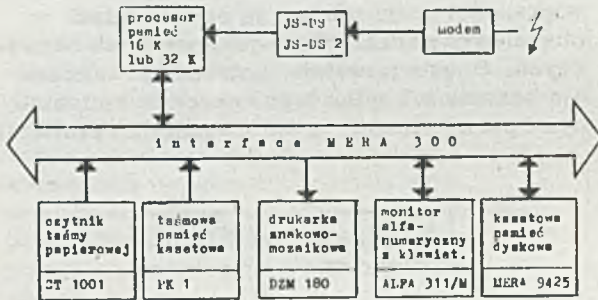 procesor
pamięć
16 K
lub 32 K
JS-DS 1
JS-DS 2
modem
interface MERA 300
czytnik
taśmy
papierowej
CT 1001
taśmowa
pamięć
kasetowa
PK 1
drukarka
znakowo-
mozaikowa
DZM 180
monitor
alfa-
numeryczny
z klawiat.
ALFA 311/M
kasetowa
pamięć
dyskowa
MERA 9425